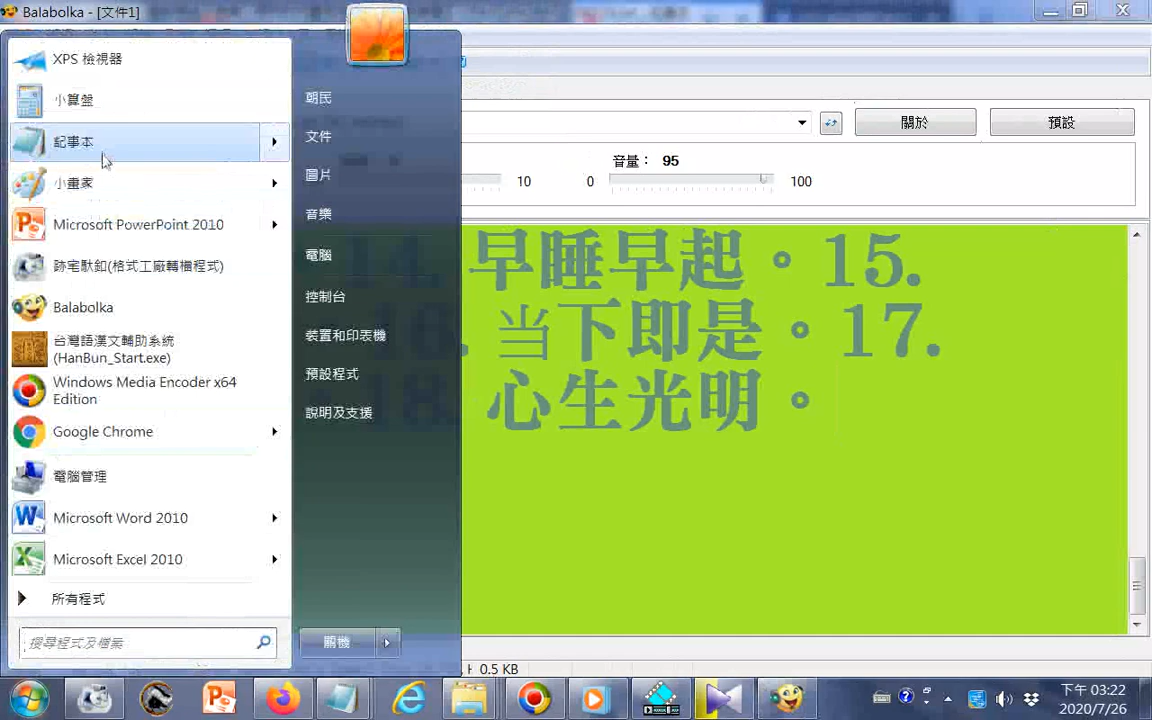 Balabolka - [文件1]
XPS 檢視器
小算盤
記事本
小畫家
Microsoft PowerPoint 2010
跡宅馱釦(格式工廠轉檔程式)
Balabolka
台灣語漢文輔助系統
(HanBun_Start.exe)
Windows Media Encoder x64
Edition
Google Chrome
電腦管理
Microsoft Word 2010
Microsoft Excel 2010
所有程式
搜尋程式及檔案
朝民
文件
圖片
音樂
電腦
控制台
裝置和印表機
預設程式
說明及支援
關機
關於
預設
音量： 95
10
0
100
14. 早睡早起。15.
16. 当下即是。17.
18. 心生光明。
0.5 KB
下午 03:22
2020/7/26